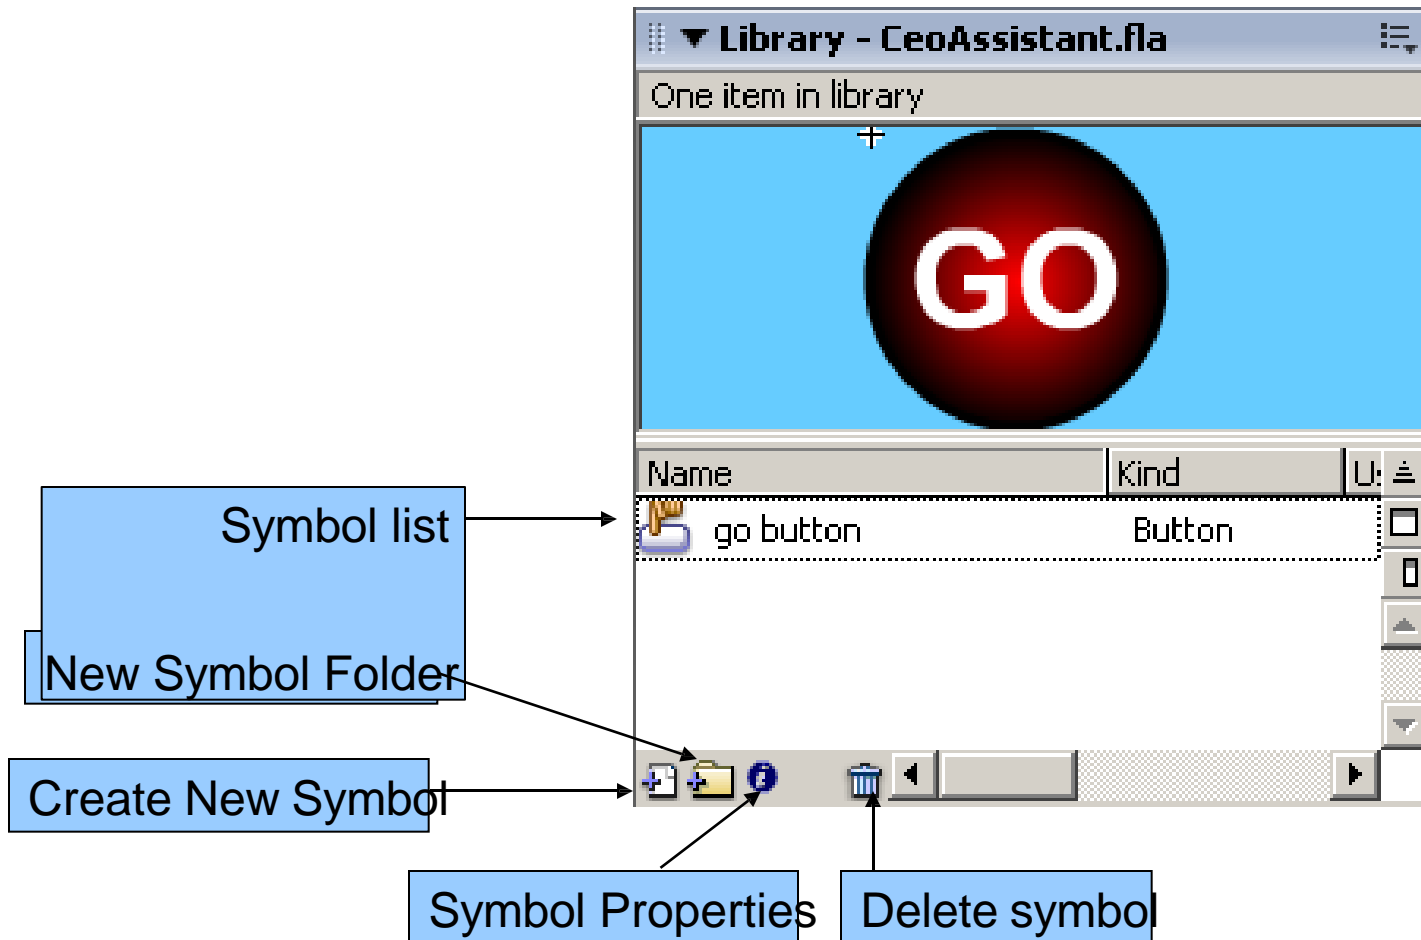 Library - CeoAssistant.fla
One item in library
GO
Name Kind
go button Button
Symbol list
New Symbol Folder
Create New Symbol
Symbol Properties
Delete symbol